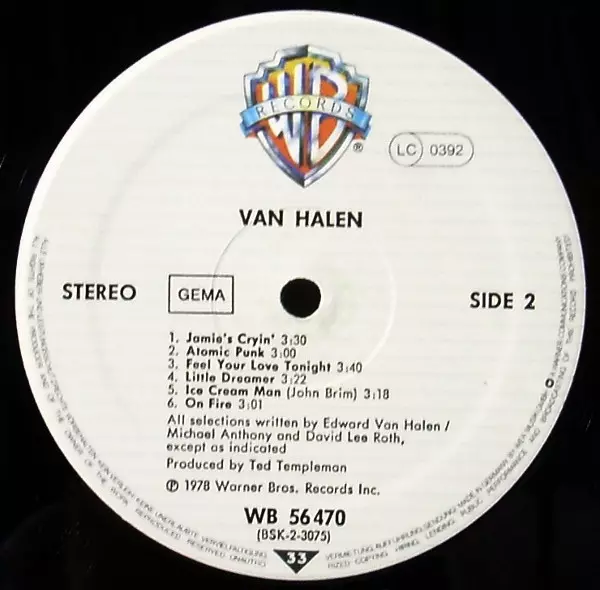 WB
RECORDS
®
LC 0392
VAN HALEN
STEREO
GEMA
SIDE 2
1. Jamie's Cryin' 3:30
2. Atomic Punk 3:00
3. Feel Your Love Tonight 3:40
4. Little Dreamer 3:22
5. Ice Cream Man (John Brim) 3:18
6. On Fire 3:01
All selections written by Edward Van Halen /
Michael Anthony and David Lee Roth,
except as indicated
Produced by Ted Templeman
℗ 1978 Warner Bros. Records Inc.
WB 56 470
(BSK-2-3075)
33